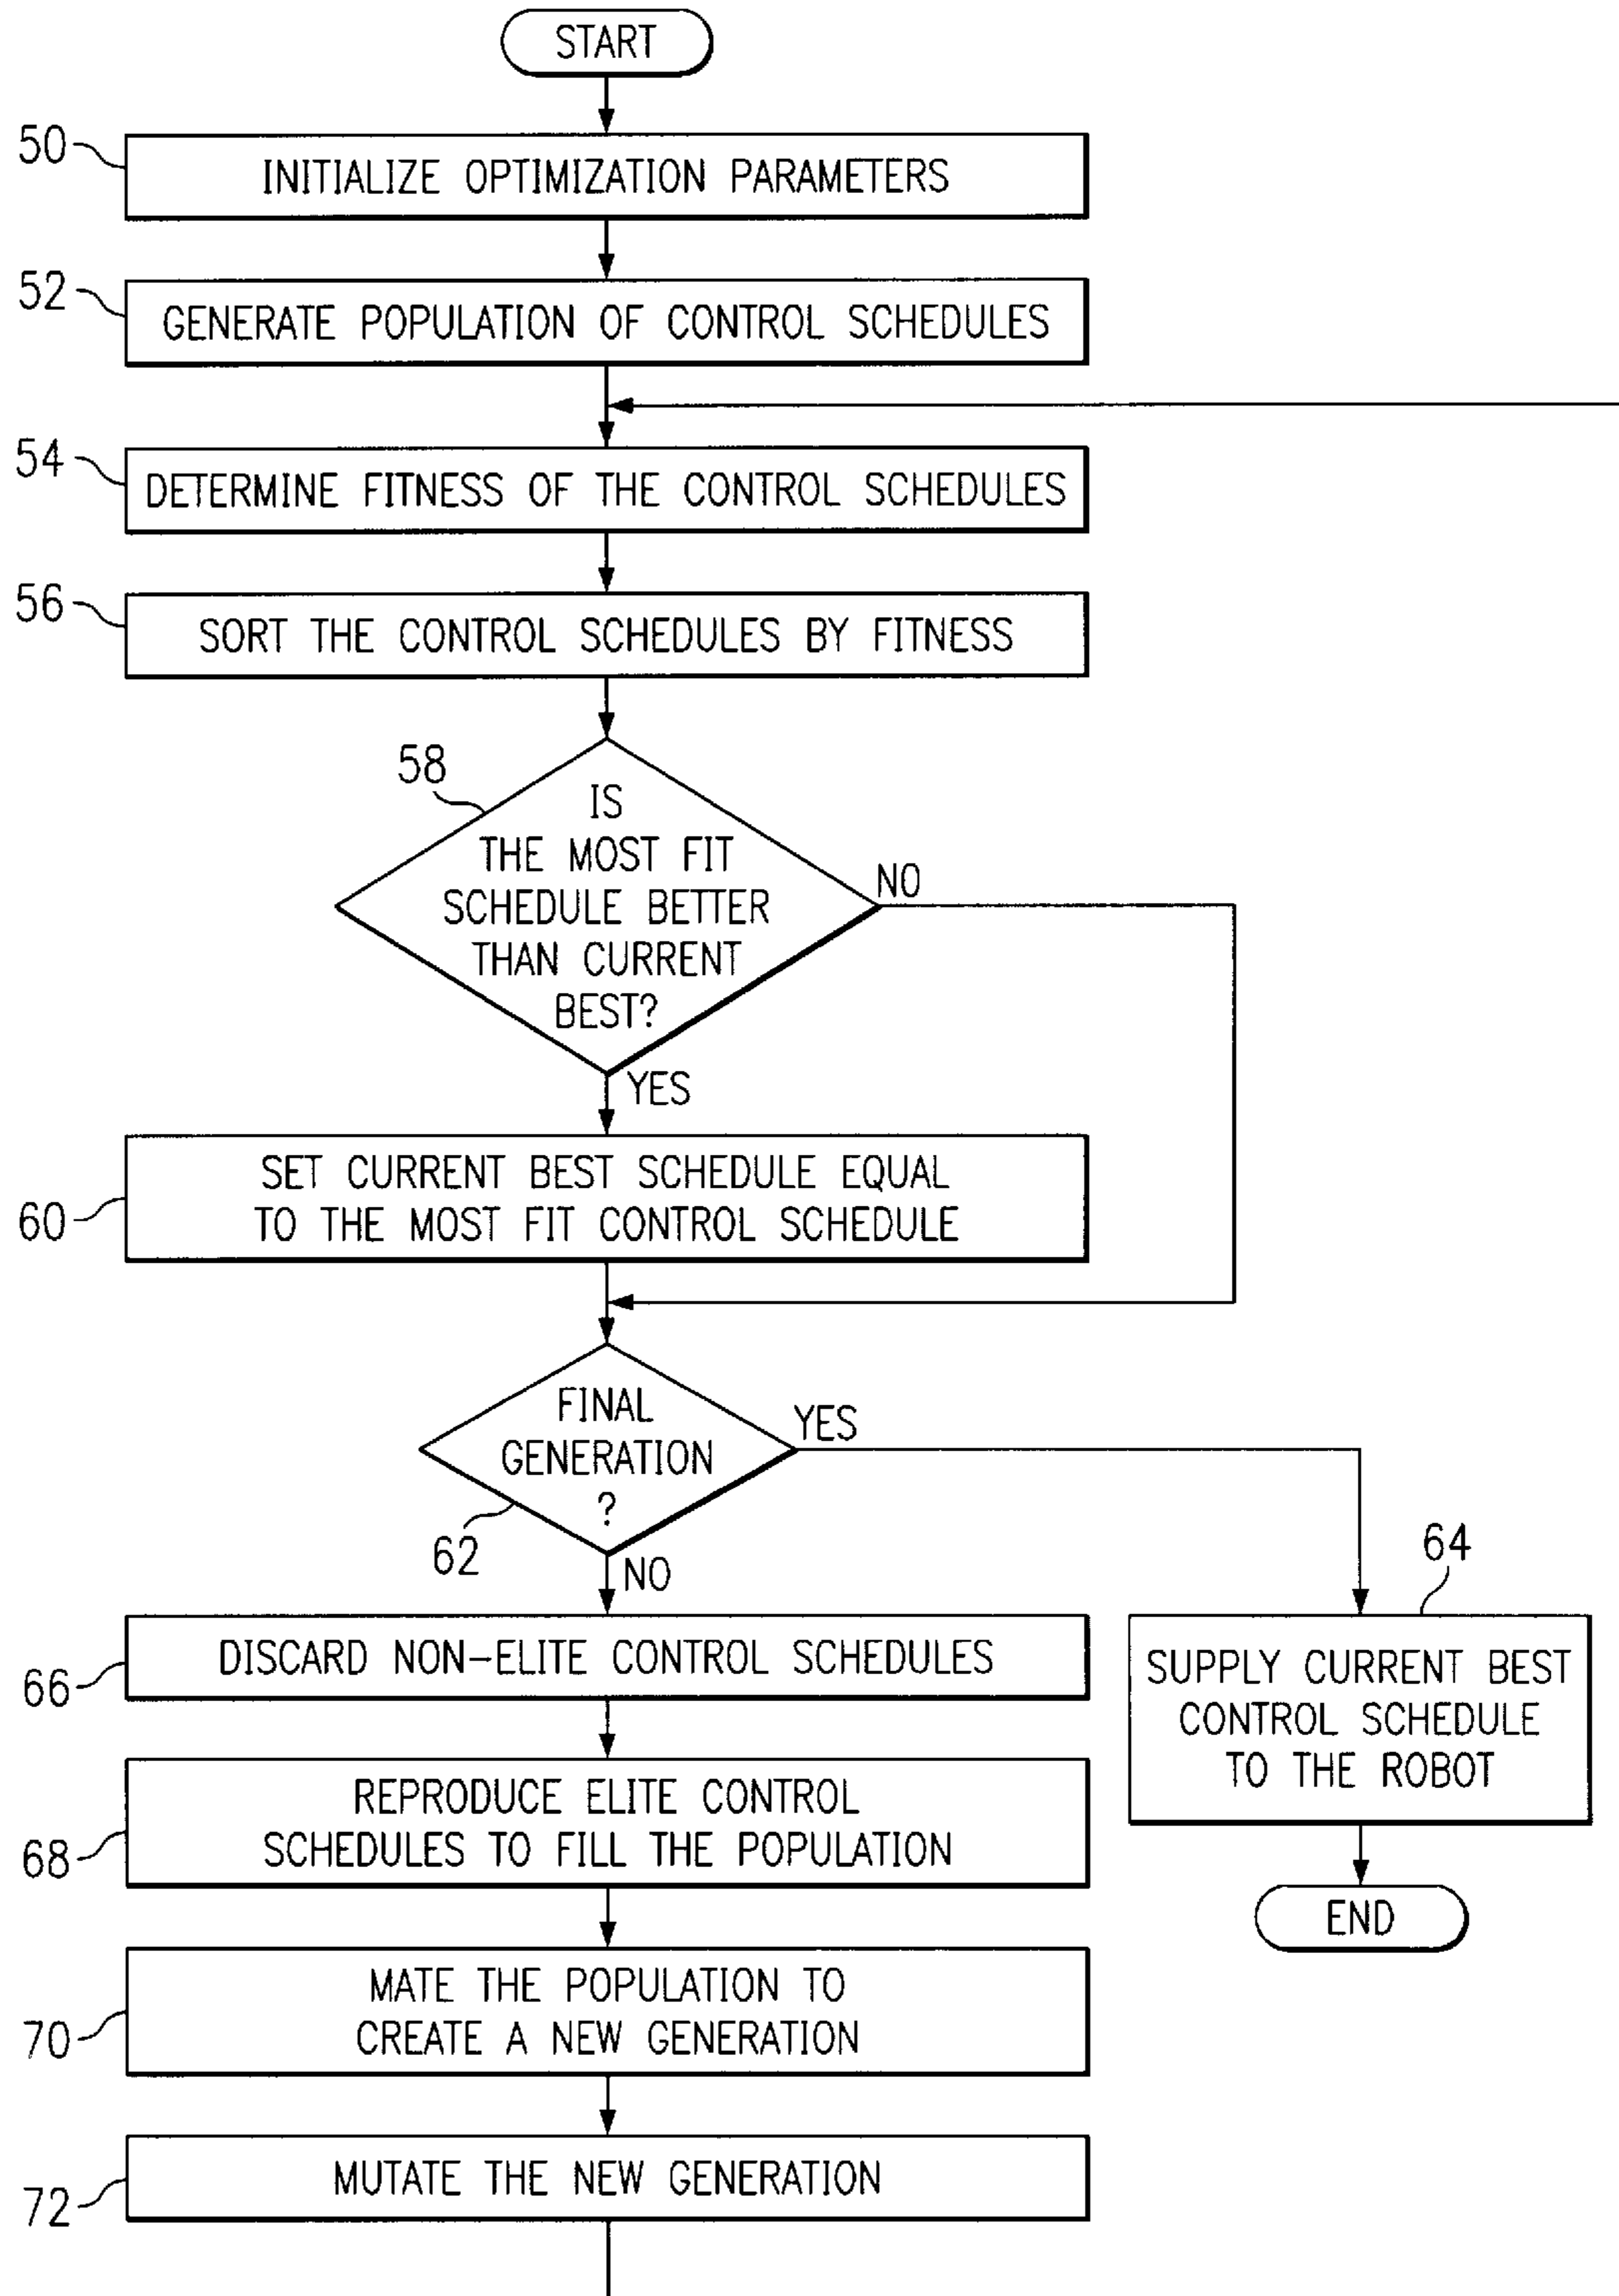 START
50
INITIALIZE OPTIMIZATION PARAMETERS
52
GENERATE POPULATION OF CONTROL SCHEDULES
54
DETERMINE FITNESS OF THE CONTROL SCHEDULES
56
SORT THE CONTROL SCHEDULES BY FITNESS
58
IS
THE MOST FIT
SCHEDULE BETTER
THAN CURRENT
BEST?
NO
YES
60
SET CURRENT BEST SCHEDULE EQUAL
TO THE MOST FIT CONTROL SCHEDULE
FINAL
GENERATION
?
YES
62
NO
64
SUPPLY CURRENT BEST
CONTROL SCHEDULE
TO THE ROBOT
END
66
DISCARD NON-ELITE CONTROL SCHEDULES
68
REPRODUCE ELITE CONTROL
SCHEDULES TO FILL THE POPULATION
70
MATE THE POPULATION TO
CREATE A NEW GENERATION
72
MUTATE THE NEW GENERATION